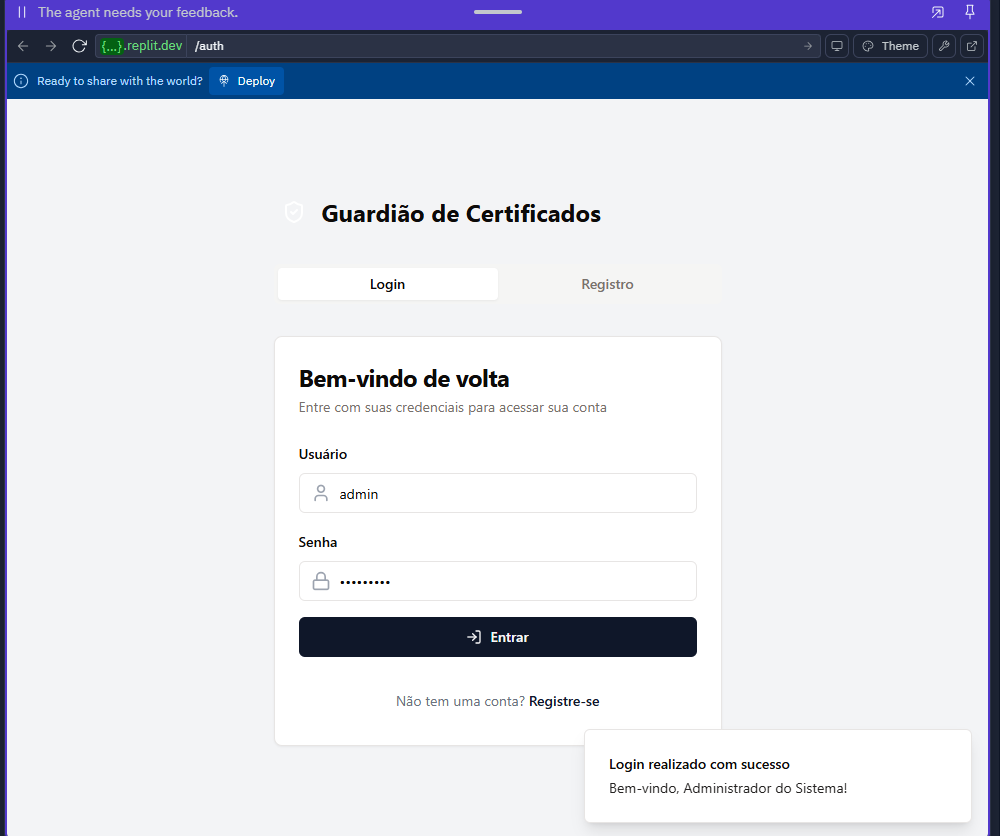 The agent needs your feedback.
{...}.replit.dev /auth
Theme
Ready to share with the world? Deploy
Guardião de Certificados
Login Registro
Bem-vindo de volta
Entre com suas credenciais para acessar sua conta
Usuário
admin
Senha
•••••••••
Entrar
Não tem uma conta? Registre-se
Login realizado com sucesso
Bem-vindo, Administrador do Sistema!